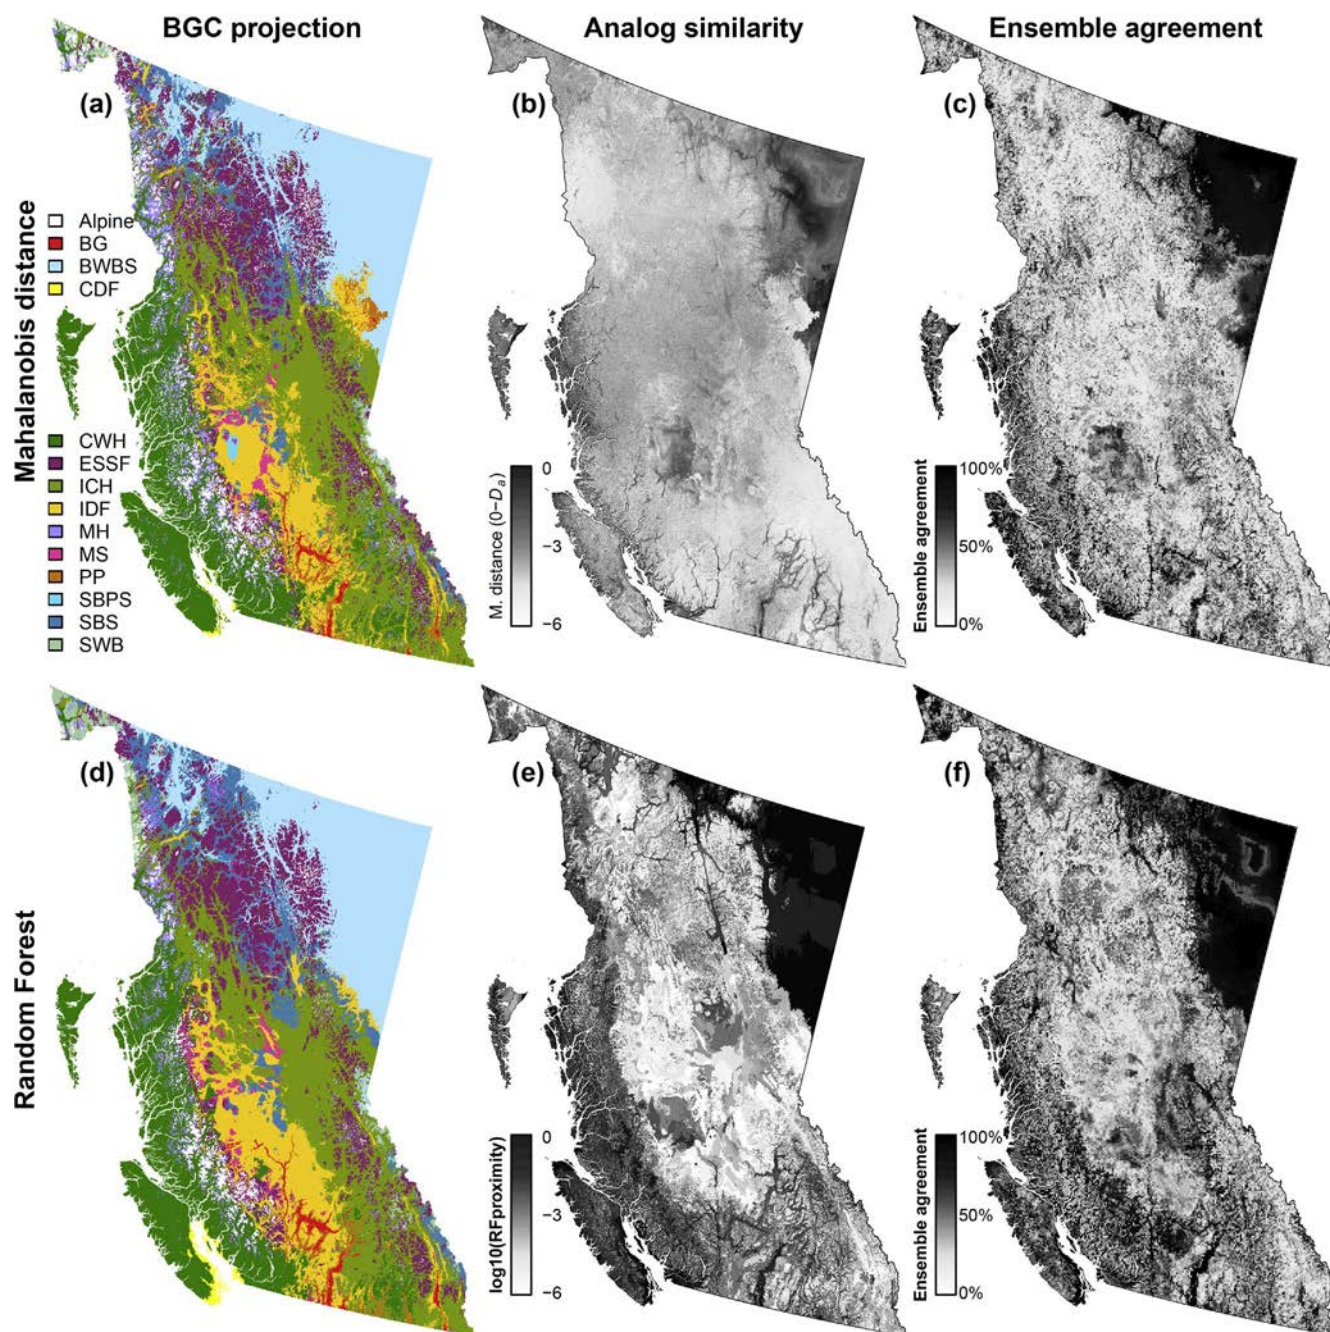 BGC projection
Analog similarity
Ensemble agreement
Mahalanobis distance
(a)
(b)
(c)
Alpine
BG
BWBS
CDF
CWH
ESSF
ICH
IDF
MH
MS
PP
SBPS
SBS
SWB
M. distance (0–Da)
0
−3
−6
Ensemble agreement
100%
50%
0%
Random Forest
(d)
(e)
(f)
log10(RFproximity)
0
−3
−6
Ensemble agreement
100%
50%
0%